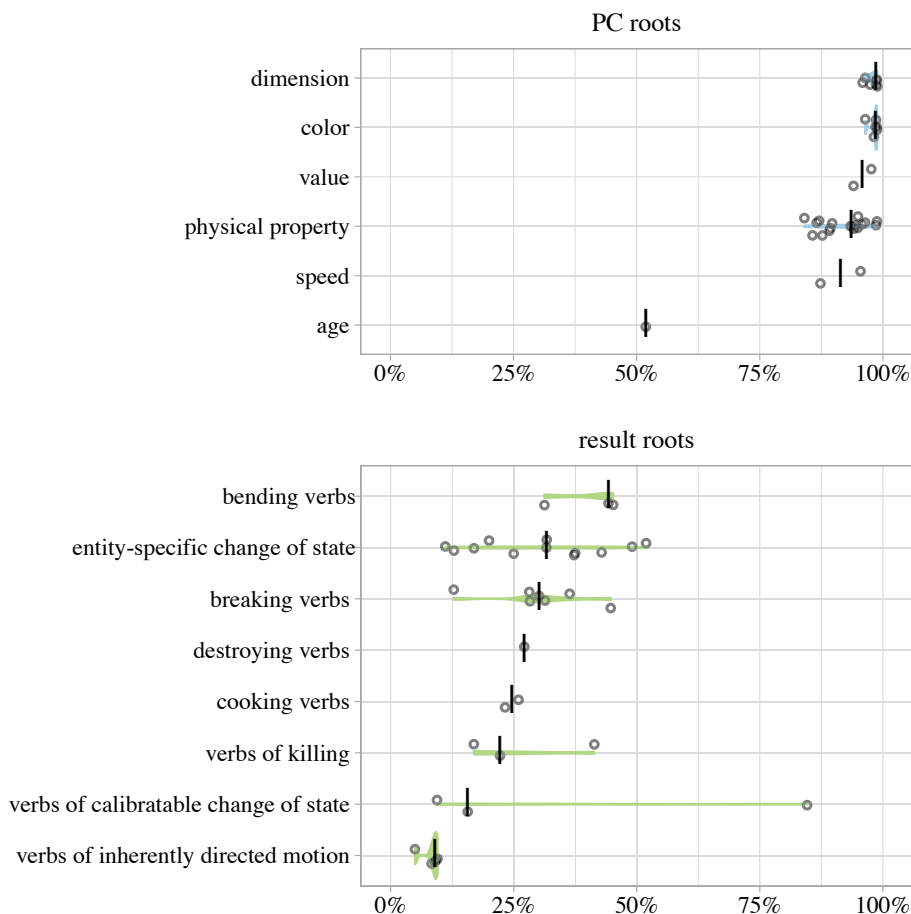 PC roots
dimension
color
value
physical property
speed
age
0% 25% 50% 75% 100%
result roots
bending verbs
entity-specific change of state
breaking verbs
destroying verbs
cooking verbs
verbs of killing
verbs of calibratable change of state
verbs of inherently directed motion
0% 25% 50% 75% 100%